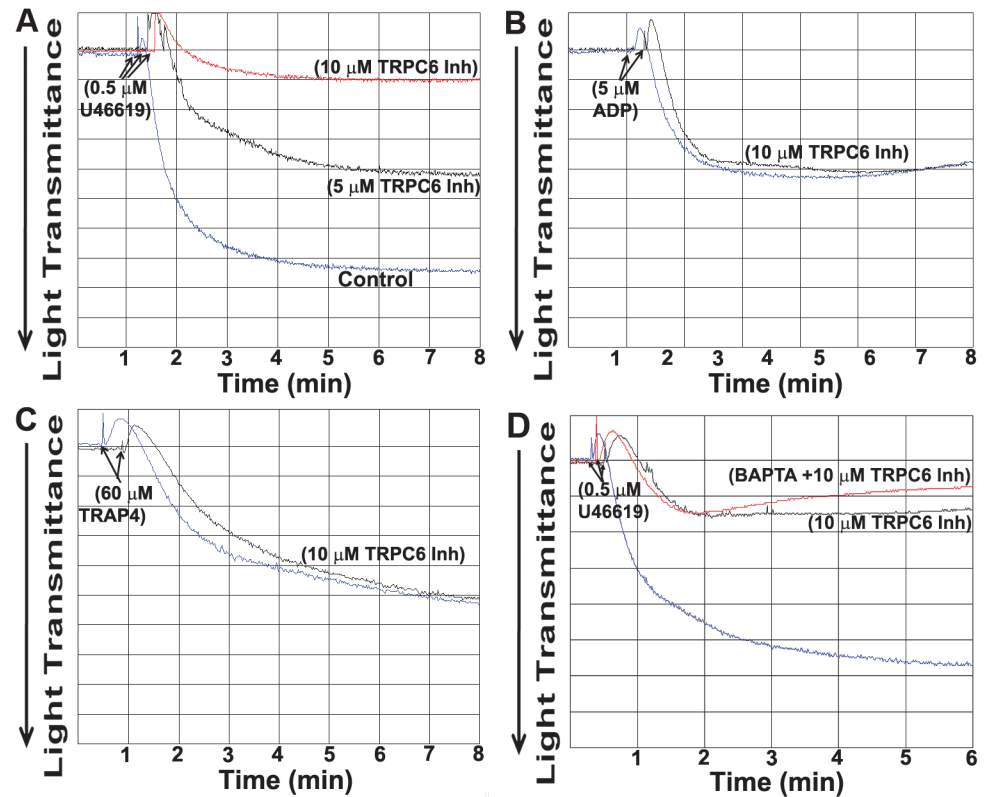 A
Light Transmittance
(0.5 µM
U46619)
(10 µM TRPC6 Inh)
(5 µM TRPC6 Inh)
Control
1 2 3 4 5 6 7 8
Time (min)
B
Light Transmittance
(5 µM
ADP)
(10 µM TRPC6 Inh)
1 2 3 4 5 6 7 8
Time (min)
C
Light Transmittance
(60 µM
TRAP4)
(10 µM TRPC6 Inh)
1 2 3 4 5 6 7 8
Time (min)
D
Light Transmittance
(0.5 µM
U46619)
(BAPTA +10 µM TRPC6 Inh)
(10 µM TRPC6 Inh)
1 2 3 4 5 6
Time (min)